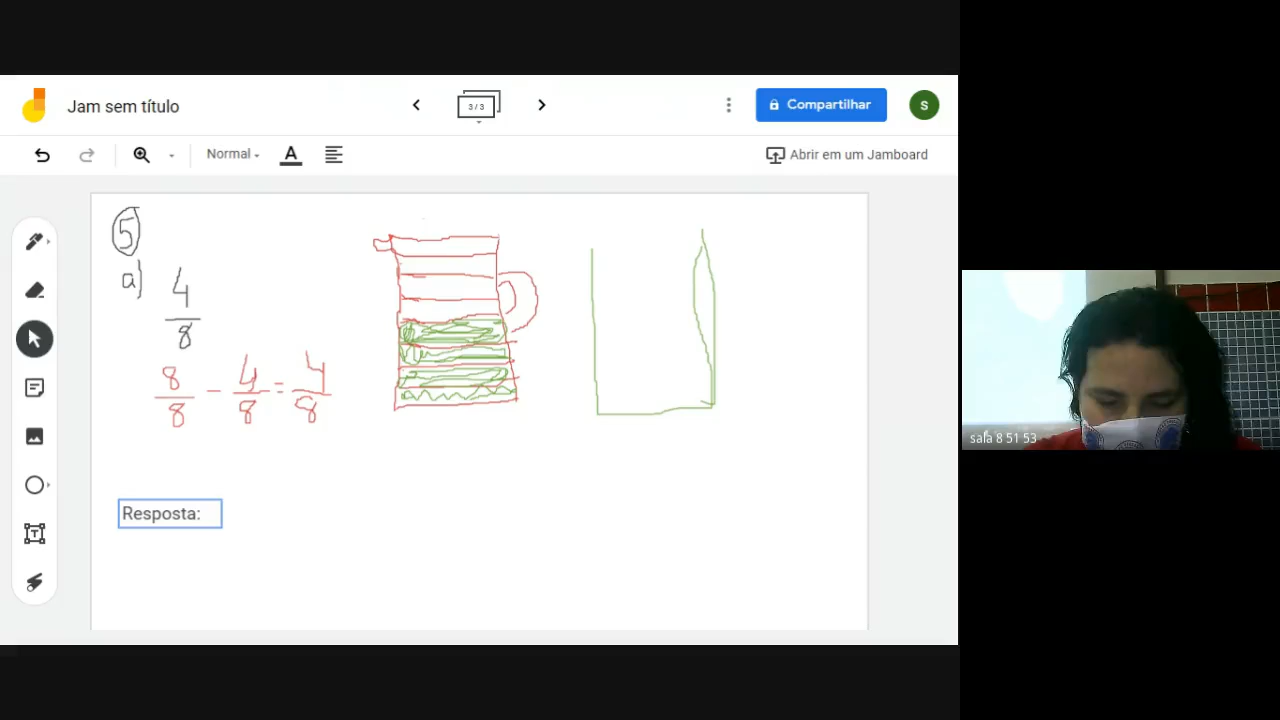 Jam sem título
3 / 3
Compartilhar
S
Normal
A
Abrir em um Jamboard
5
a) 4/8
8/8 - 4/8 = 4/8
Resposta:
sala 8 51 53